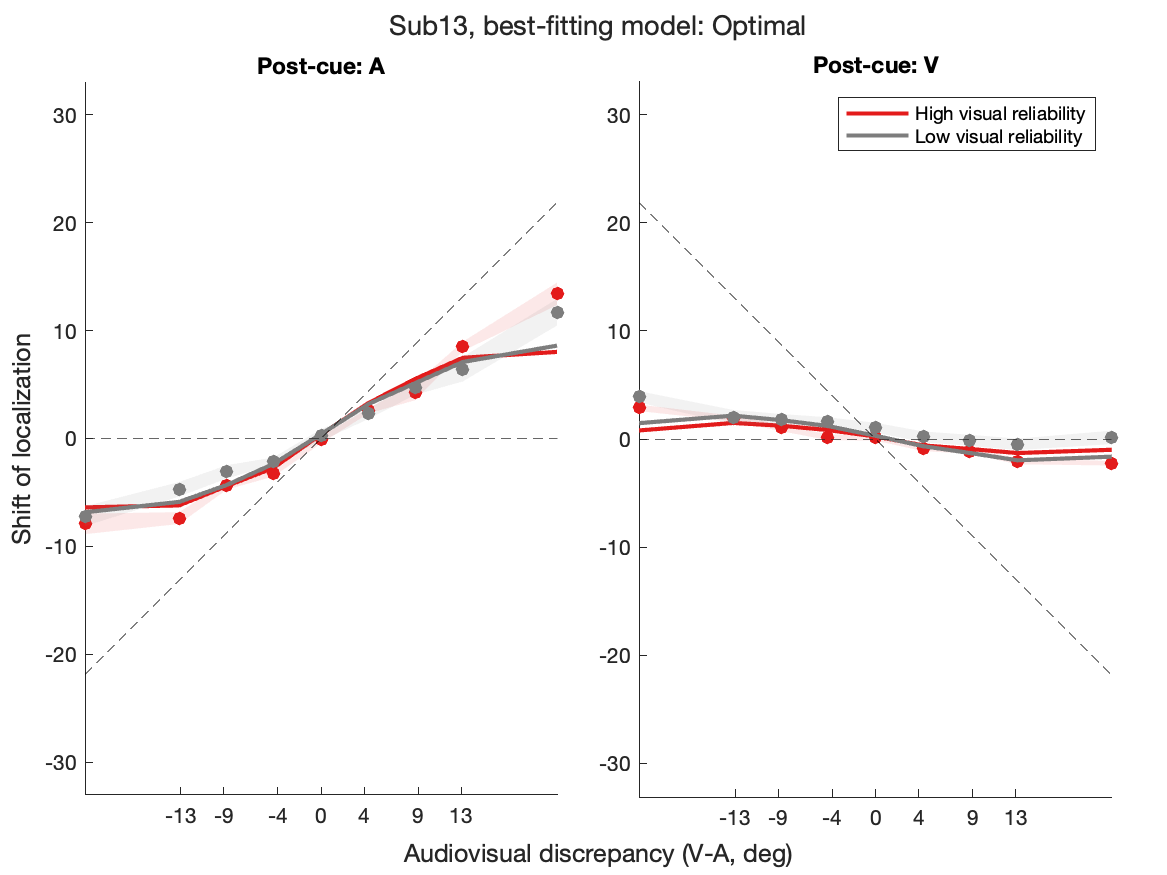 Sub13, best-fitting model: Optimal
Post-cue: A
Post-cue: V
High visual reliability
Low visual reliability
30
20
10
0
-10
-20
-30
Shift of localization
-13 -9 -4 0 4 9 13
30
20
10
0
-10
-20
-30
-13 -9 -4 0 4 9 13
Audiovisual discrepancy (V-A, deg)